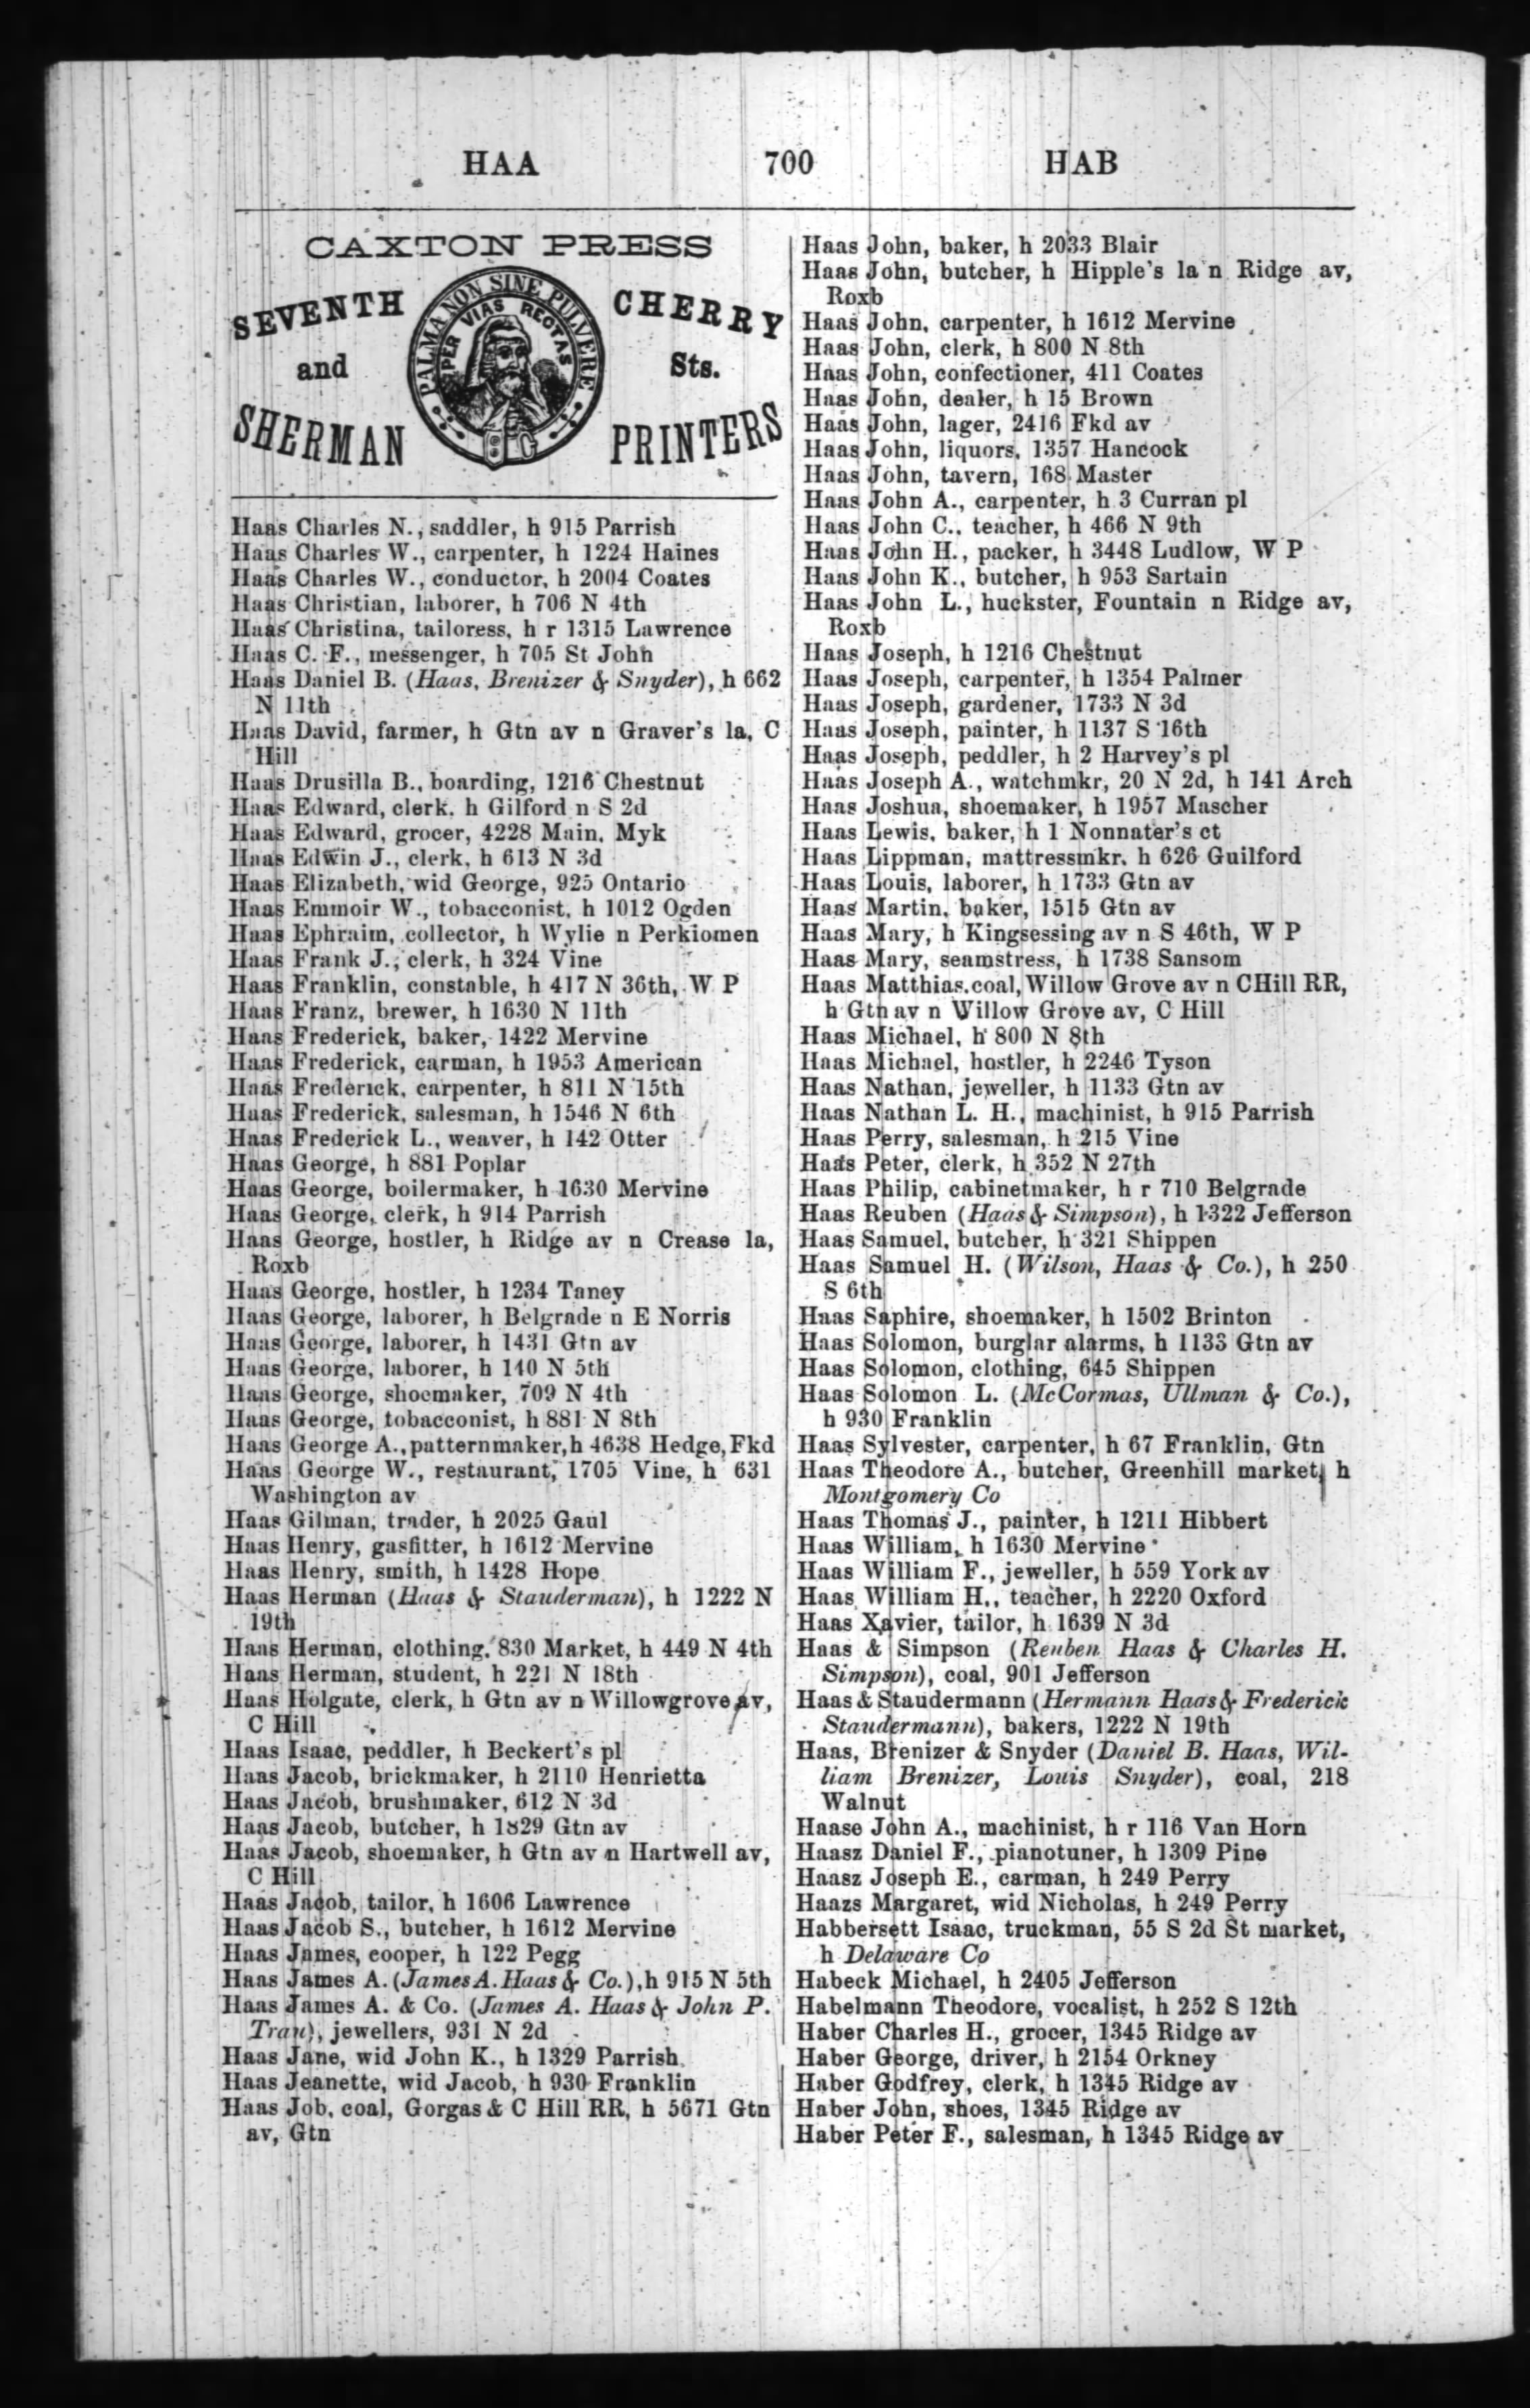 HAA 700 HAB
CAXTON PRESS
SEVENTH CHERRY
and Sts.
SHERMAN PRINTERS
PALMA NON SINE PULVERE
PER VIAS RECTAS
Haas Charles N., saddler, h 915 Parrish
Haas Charles W., carpenter, h 1224 Haines
Haas Charles W., conductor, h 2004 Coates
Haas Christian, laborer, h 706 N 4th
Haas Christina, tailoress, h r 1315 Lawrence
Haas C. F., messenger, h 705 St John
Haas Daniel B. (Haas, Brenizer & Snyder), h 662
N 11th
Haas David, farmer, h Gtn av n Graver's la, C
Hill
Haas Drusilla B., boarding, 1216 Chestnut
Haas Edward, clerk, h Gilford n S 2d
Haas Edward, grocer, 4228 Main, Myk
Haas Edwin J., clerk, h 613 N 3d
Haas Elizabeth, wid George, 925 Ontario
Haas Emmoir W., tobacconist, h 1012 Ogden
Haas Ephraim, collector, h Wylie n Perkiomen
Haas Frank J., clerk, h 324 Vine
Haas Franklin, constable, h 417 N 36th, W P
Haas Franz, brewer, h 1630 N 11th
Haas Frederick, baker, 1422 Mervine
Haas Frederick, carman, h 1953 American
Haas Frederick, carpenter, h 811 N 15th
Haas Frederick, salesman, h 1546 N 6th
Haas Frederick L., weaver, h 142 Otter
Haas George, h 881 Poplar
Haas George, boilermaker, h 1630 Mervine
Haas George, clerk, h 914 Parrish
Haas George, hostler, h Ridge av n Crease la,
Roxb
Haas George, hostler, h 1234 Taney
Haas George, laborer, h Belgrade n E Norris
Haas George, laborer, h 1431 Gtn av
Haas George, laborer, h 140 N 5th
Haas George, shoemaker, 709 N 4th
Haas George, tobacconist, h 881 N 8th
Haas George A., patternmaker, h 4638 Hedge, Fkd
Haas George W., restaurant, 1705 Vine, h 631
Washington av
Haas Gilman, trader, h 2025 Gaul
Haas Henry, gasfitter, h 1612 Mervine
Haas Henry, smith, h 1428 Hope
Haas Herman (Haas & Stauderman), h 1222 N
19th
Haas Herman, clothing, 830 Market, h 449 N 4th
Haas Herman, student, h 221 N 18th
Haas Holgate, clerk, h Gtn av n Willowgrove av,
C Hill
Haas Isaac, peddler, h Beckert's pl
Haas Jacob, brickmaker, h 2110 Henrietta
Haas Jacob, brushmaker, 612 N 3d
Haas Jacob, butcher, h 1829 Gtn av
Haas Jacob, shoemaker, h Gtn av n Hartwell av,
C Hill
Haas Jacob, tailor, h 1606 Lawrence
Haas Jacob S., butcher, h 1612 Mervine
Haas James, cooper, h 122 Pegg
Haas James A. (James A. Haas & Co.), h 915 N 5th
Haas James A. & Co. (James A. Haas & John P.
Trau), jewellers, 931 N 2d
Haas Jane, wid John K., h 1329 Parrish
Haas Jeanette, wid Jacob, h 930 Franklin
Haas Job, coal, Gorgas & C Hill RR, h 5671 Gtn
av, Gtn
Haas John, baker, h 2033 Blair
Haas John, butcher, h Hipple's la n Ridge av,
Roxb
Haas John, carpenter, h 1612 Mervine
Haas John, clerk, h 800 N 8th
Haas John, confectioner, 411 Coates
Haas John, dealer, h 15 Brown
Haas John, lager, 2416 Fkd av
Haas John, liquors, 1357 Hancock
Haas John, tavern, 168 Master
Haas John A., carpenter, h 3 Curran pl
Haas John C., teacher, h 466 N 9th
Haas John H., packer, h 3448 Ludlow, W P
Haas John K., butcher, h 953 Sartain
Haas John L., huckster, Fountain n Ridge av,
Roxb
Haas Joseph, h 1216 Chestnut
Haas Joseph, carpenter, h 1354 Palmer
Haas Joseph, gardener, 1733 N 3d
Haas Joseph, painter, h 1137 S 16th
Haas Joseph, peddler, h 2 Harvey's pl
Haas Joseph A., watchmkr, 20 N 2d, h 141 Arch
Haas Joshua, shoemaker, h 1957 Mascher
Haas Lewis, baker, h 1 Nonnater's ct
Haas Lippman, mattressmkr, h 626 Guilford
Haas Louis, laborer, h 1733 Gtn av
Haas Martin, baker, 1515 Gtn av
Haas Mary, h Kingsessing av n S 46th, W P
Haas Mary, seamstress, h 1738 Sansom
Haas Matthias, coal, Willow Grove av n CHill RR,
h Gtn av n Willow Grove av, C Hill
Haas Michael, h 800 N 8th
Haas Michael, hostler, h 2246 Tyson
Haas Nathan, jeweller, h 1133 Gtn av
Haas Nathan L. H., machinist, h 915 Parrish
Haas Perry, salesman, h 215 Vine
Haas Peter, clerk, h 352 N 27th
Haas Philip, cabinetmaker, h r 710 Belgrade
Haas Reuben (Haas & Simpson), h 1322 Jefferson
Haas Samuel, butcher, h 321 Shippen
Haas Samuel H. (Wilson, Haas & Co.), h 250
S 6th
Haas Saphire, shoemaker, h 1502 Brinton
Haas Solomon, burglar alarms, h 1133 Gtn av
Haas Solomon, clothing, 645 Shippen
Haas Solomon L. (McCormas, Ullman & Co.),
h 930 Franklin
Haas Sylvester, carpenter, h 67 Franklin, Gtn
Haas Theodore A., butcher, Greenhill market, h
Montgomery Co
Haas Thomas J., painter, h 1211 Hibbert
Haas William, h 1630 Mervine
Haas William F., jeweller, h 559 York av
Haas William H., teacher, h 2220 Oxford
Haas Xavier, tailor, h 1639 N 3d
Haas & Simpson (Reuben Haas & Charles H.
Simpson), coal, 901 Jefferson
Haas & Staudermann (Hermann Haas & Frederick
Staudermann), bakers, 1222 N 19th
Haas, Brenizer & Snyder (Daniel B. Haas, Wil-
liam Brenizer, Louis Snyder), coal, 218
Walnut
Haase John A., machinist, h r 116 Van Horn
Haasz Daniel F., pianotuner, h 1309 Pine
Haasz Joseph E., carman, h 249 Perry
Haazs Margaret, wid Nicholas, h 249 Perry
Habbersett Isaac, truckman, 55 S 2d St market,
h Delaware Co
Habeck Michael, h 2405 Jefferson
Habelmann Theodore, vocalist, h 252 S 12th
Haber Charles H., grocer, 1345 Ridge av
Haber George, driver, h 2154 Orkney
Haber Godfrey, clerk, h 1345 Ridge av
Haber John, shoes, 1345 Ridge av
Haber Peter F., salesman, h 1345 Ridge av